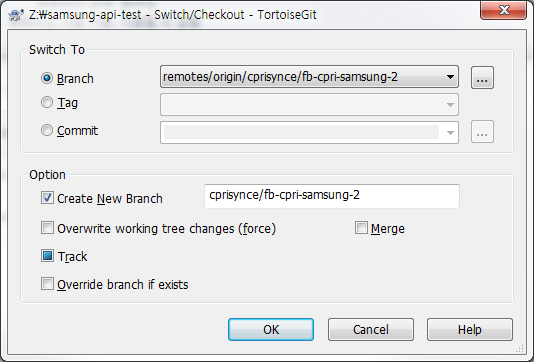 Z:₩samsung-api-test - Switch/Checkout - TortoiseGit
Switch To
Branch remotes/origin/cprisynce/fb-cpri-samsung-2 ...
Tag
Commit ...
Option
Create New Branch cprisynce/fb-cpri-samsung-2
Overwrite working tree changes (force) Merge
Track
Override branch if exists
OK Cancel Help